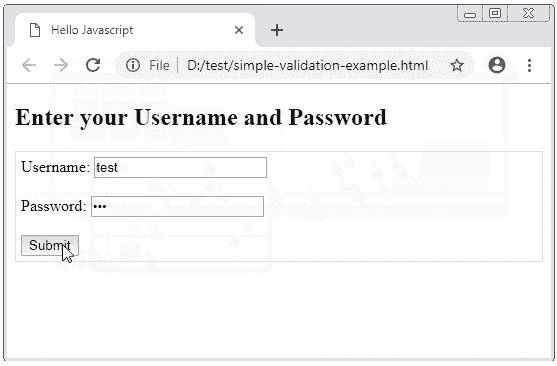 Hello Javascript
File D:/test/simple-validation-example.html
Enter your Username and Password
Username: test
Password: •••
Submit